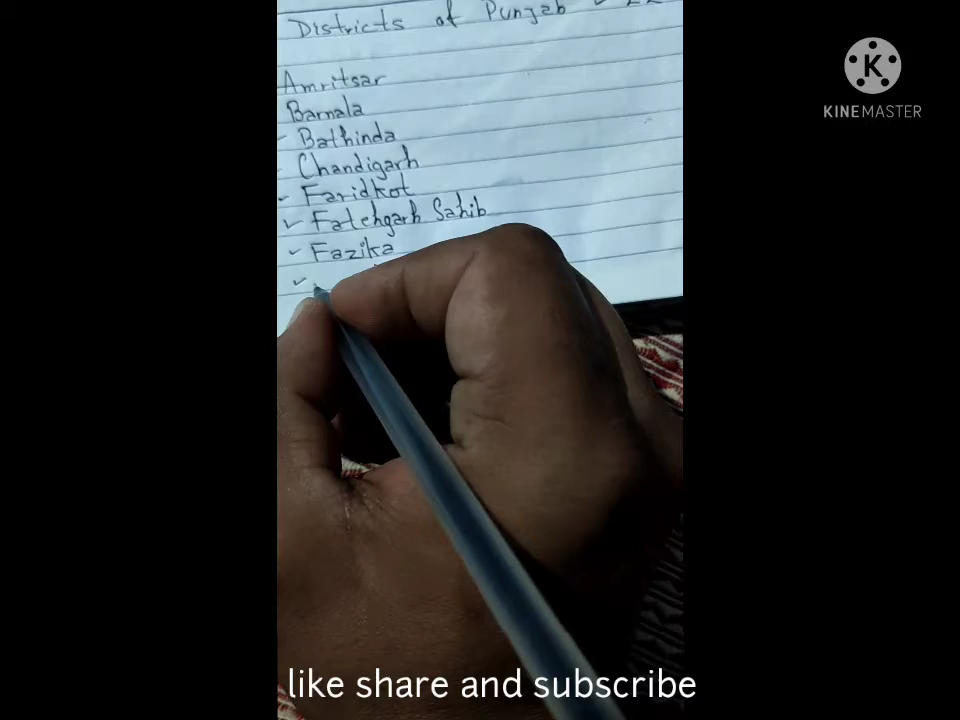 Districts of Punjab
KINEMASTER
Amritsar
Barnala
Bathinda
Chandigarh
Faridkot
Fatehgarh Sahib
Fazika
like share and subscribe